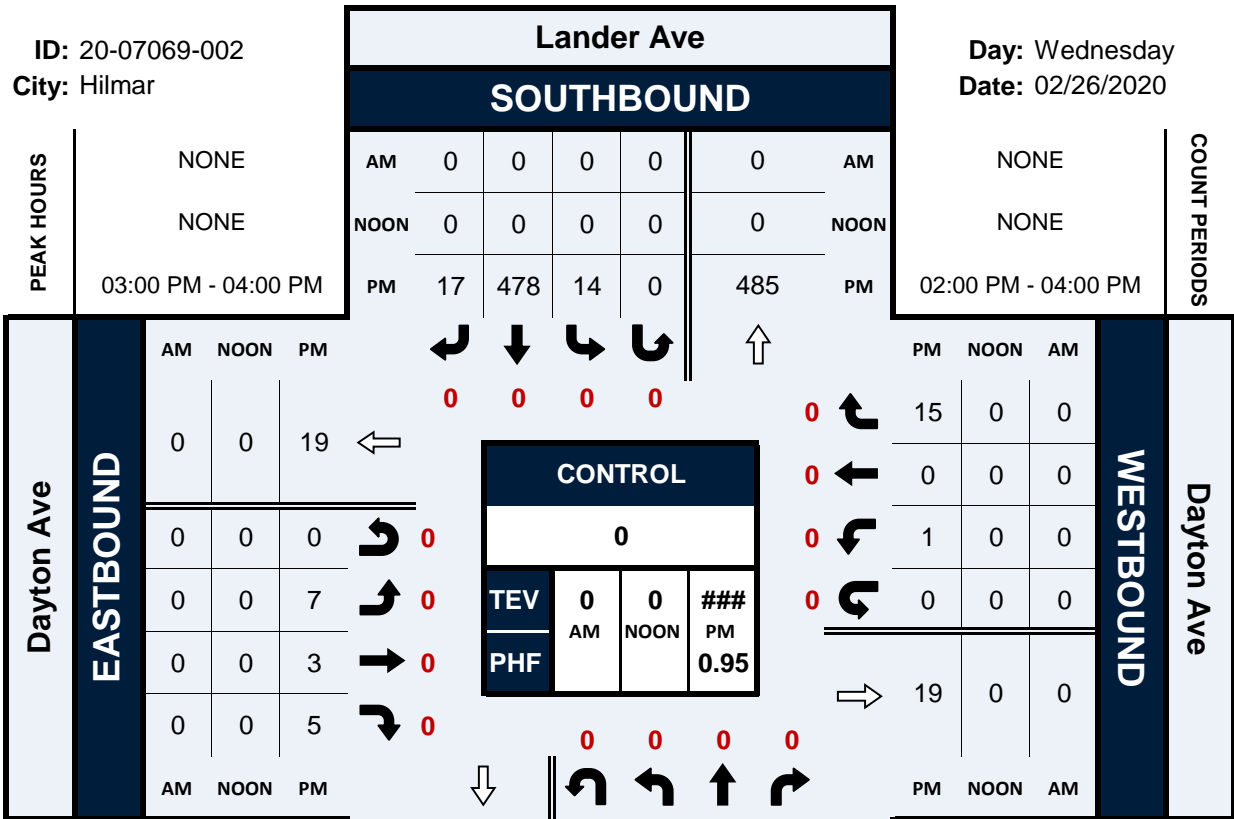 ID: 20-07069-002
City: Hilmar
Lander Ave
SOUTHBOUND
Day: Wednesday
Date: 02/26/2020
PEAK HOURS
NONE
NONE
03:00 PM - 04:00 PM
AM 0 0 0 0 0 AM
NOON 0 0 0 0 0 NOON
PM 17 478 14 0 485 PM
NONE
NONE
02:00 PM - 04:00 PM
COUNT PERIODS
0 0 0 0
Dayton Ave
EASTBOUND
AM NOON PM
0 0 19
0 0 0 0
0 0 7 0
0 0 3 0
0 0 5 0
AM NOON PM
CONTROL
0
TEV 0 0 ###
AM NOON PM
PHF 0.95
PM NOON AM
0 15 0 0
0 0 0 0
0 1 0 0
0 0 0 0
19 0 0
PM NOON AM
WESTBOUND
Dayton Ave
0 0 0 0